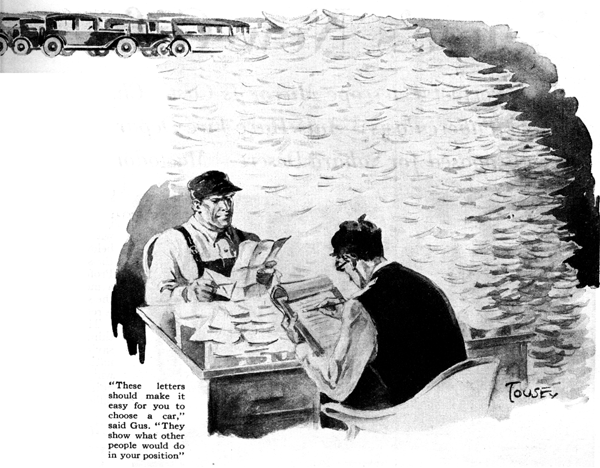 "These letters
should make it
easy for you to
choose a car,"
said Gus. "They
show what other
people would do
in your position"
TOUSEY